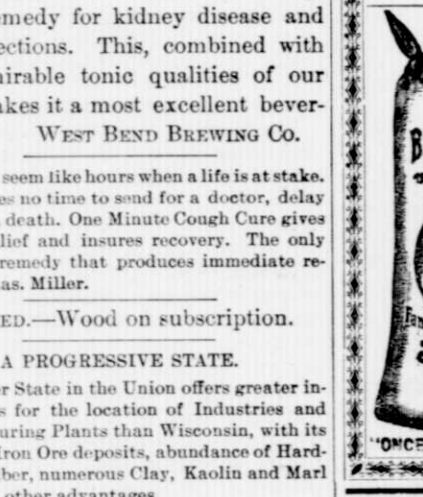 emedy for kidney disease and
ections. This, combined with
irable tonic qualities of our
akes it a most excellent bever-
WEST BEND BREWING CO.
seem like hours when a life is at stake.
es no time to send for a doctor, delay
death. One Minute Cough Cure gives
lief and insures recovery. The only
remedy that produces immediate re-
as. Miller.
ED.—Wood on subscription.
A PROGRESSIVE STATE.
r State in the Union offers greater in-
s for the location of Industries and
uring Plants than Wisconsin, with its
Iron Ore deposits, abundance of Hard-
ber, numerous Clay, Kaolin and Marl
other advantages
B
Fan
"ONCE